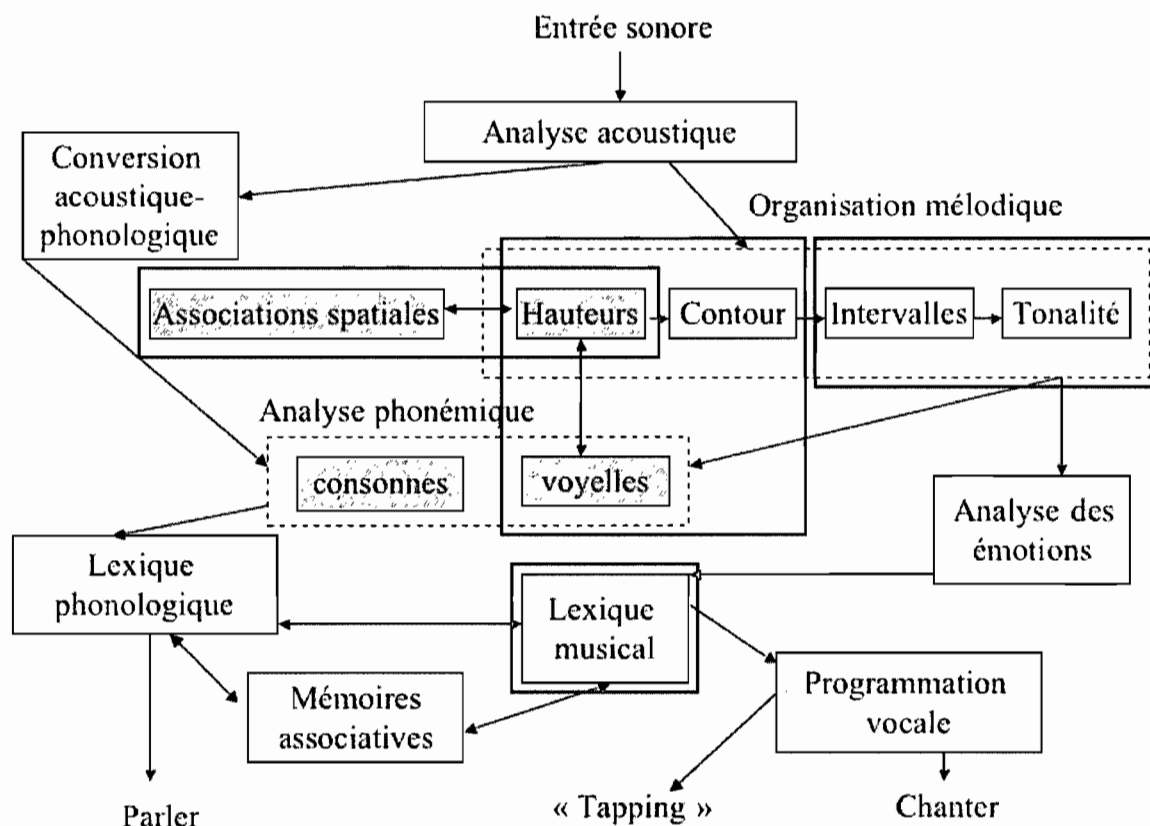 Entrée sonore
Analyse acoustique
Conversion
acoustique-
phonologique
Organisation mélodique
Associations spatiales
Hauteurs
Contour
Intervalles
Tonalité
Analyse phonémique
consonnes
voyelles
Analyse des
émotions
Lexique
phonologique
Lexique
musical
Mémoires
associatives
Programmation
vocale
Parler
« Tapping »
Chanter